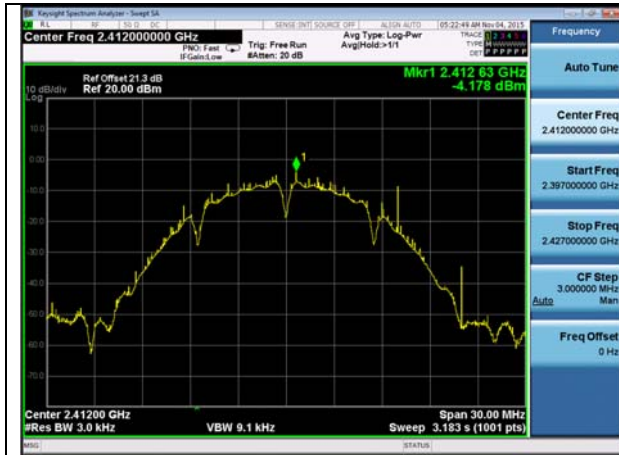 Keysight Spectrum Analyzer - Swept SA
RL RF 50 Ω DC SENSE:INT SOURCE OFF ALIGN AUTO 05:22:49 AM Nov 04, 2015
Center Freq 2.412000000 GHz
PNO: Fast
IFGain:Low
Trig: Free Run
#Atten: 20 dB
Avg Type: Log-Pwr
Avg|Hold:>1/1
TRACE 1 2 3 4 5 6
TYPE M W W W W W
DET P P P P P P
Ref Offset 21.3 dB
Ref 20.00 dBm
10 dB/div
Log
Mkr1 2.412 63 GHz
-4.178 dBm
1
10.0
0.00
-10.0
-20.0
-30.0
-40.0
-50.0
-60.0
-70.0
Center 2.41200 GHz
Span 30.00 MHz
#Res BW 3.0 kHz
VBW 9.1 kHz
Sweep 3.183 s (1001 pts)
MSG
STATUS
Frequency
Auto Tune
Center Freq
2.412000000 GHz
Start Freq
2.397000000 GHz
Stop Freq
2.427000000 GHz
CF Step
3.000000 MHz
Auto Man
Freq Offset
0 Hz